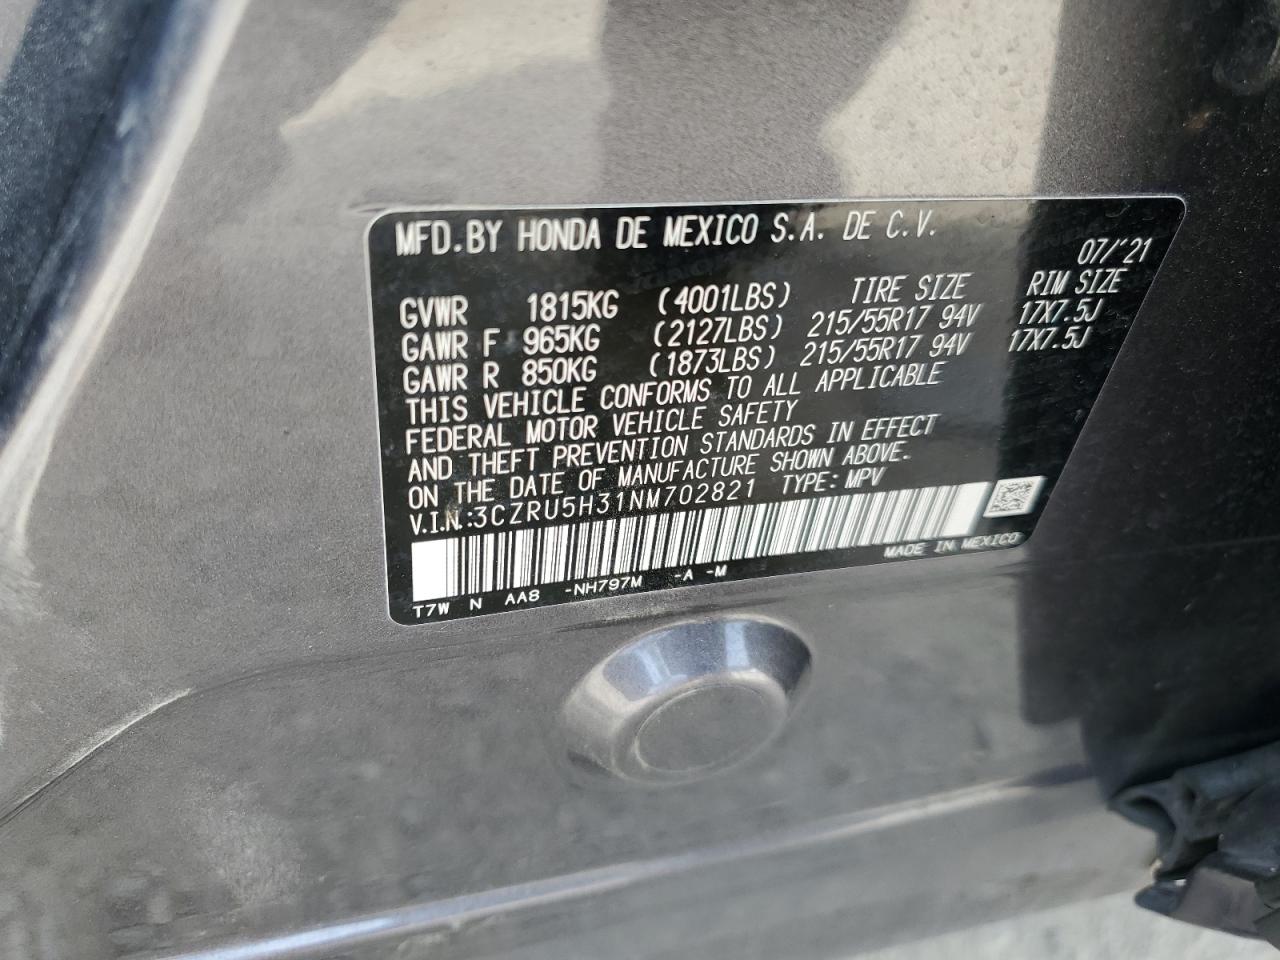 MFD. BY HONDA DE MEXICO S.A. DE C.V.
07/'21
GVWR 1815KG (4001LBS) TIRE SIZE RIM SIZE
GAWR F 965KG (2127LBS) 215/55R17 94V 17X7.5J
GAWR R 850KG (1873LBS) 215/55R17 94V 17X7.5J
THIS VEHICLE CONFORMS TO ALL APPLICABLE
FEDERAL MOTOR VEHICLE SAFETY
AND THEFT PREVENTION STANDARDS IN EFFECT
ON THE DATE OF MANUFACTURE SHOWN ABOVE.
V.I.N.:3CZRU5H31NM702821 TYPE: MPV
MADE IN MEXICO
T7W N AA8 -NH797M -A -M